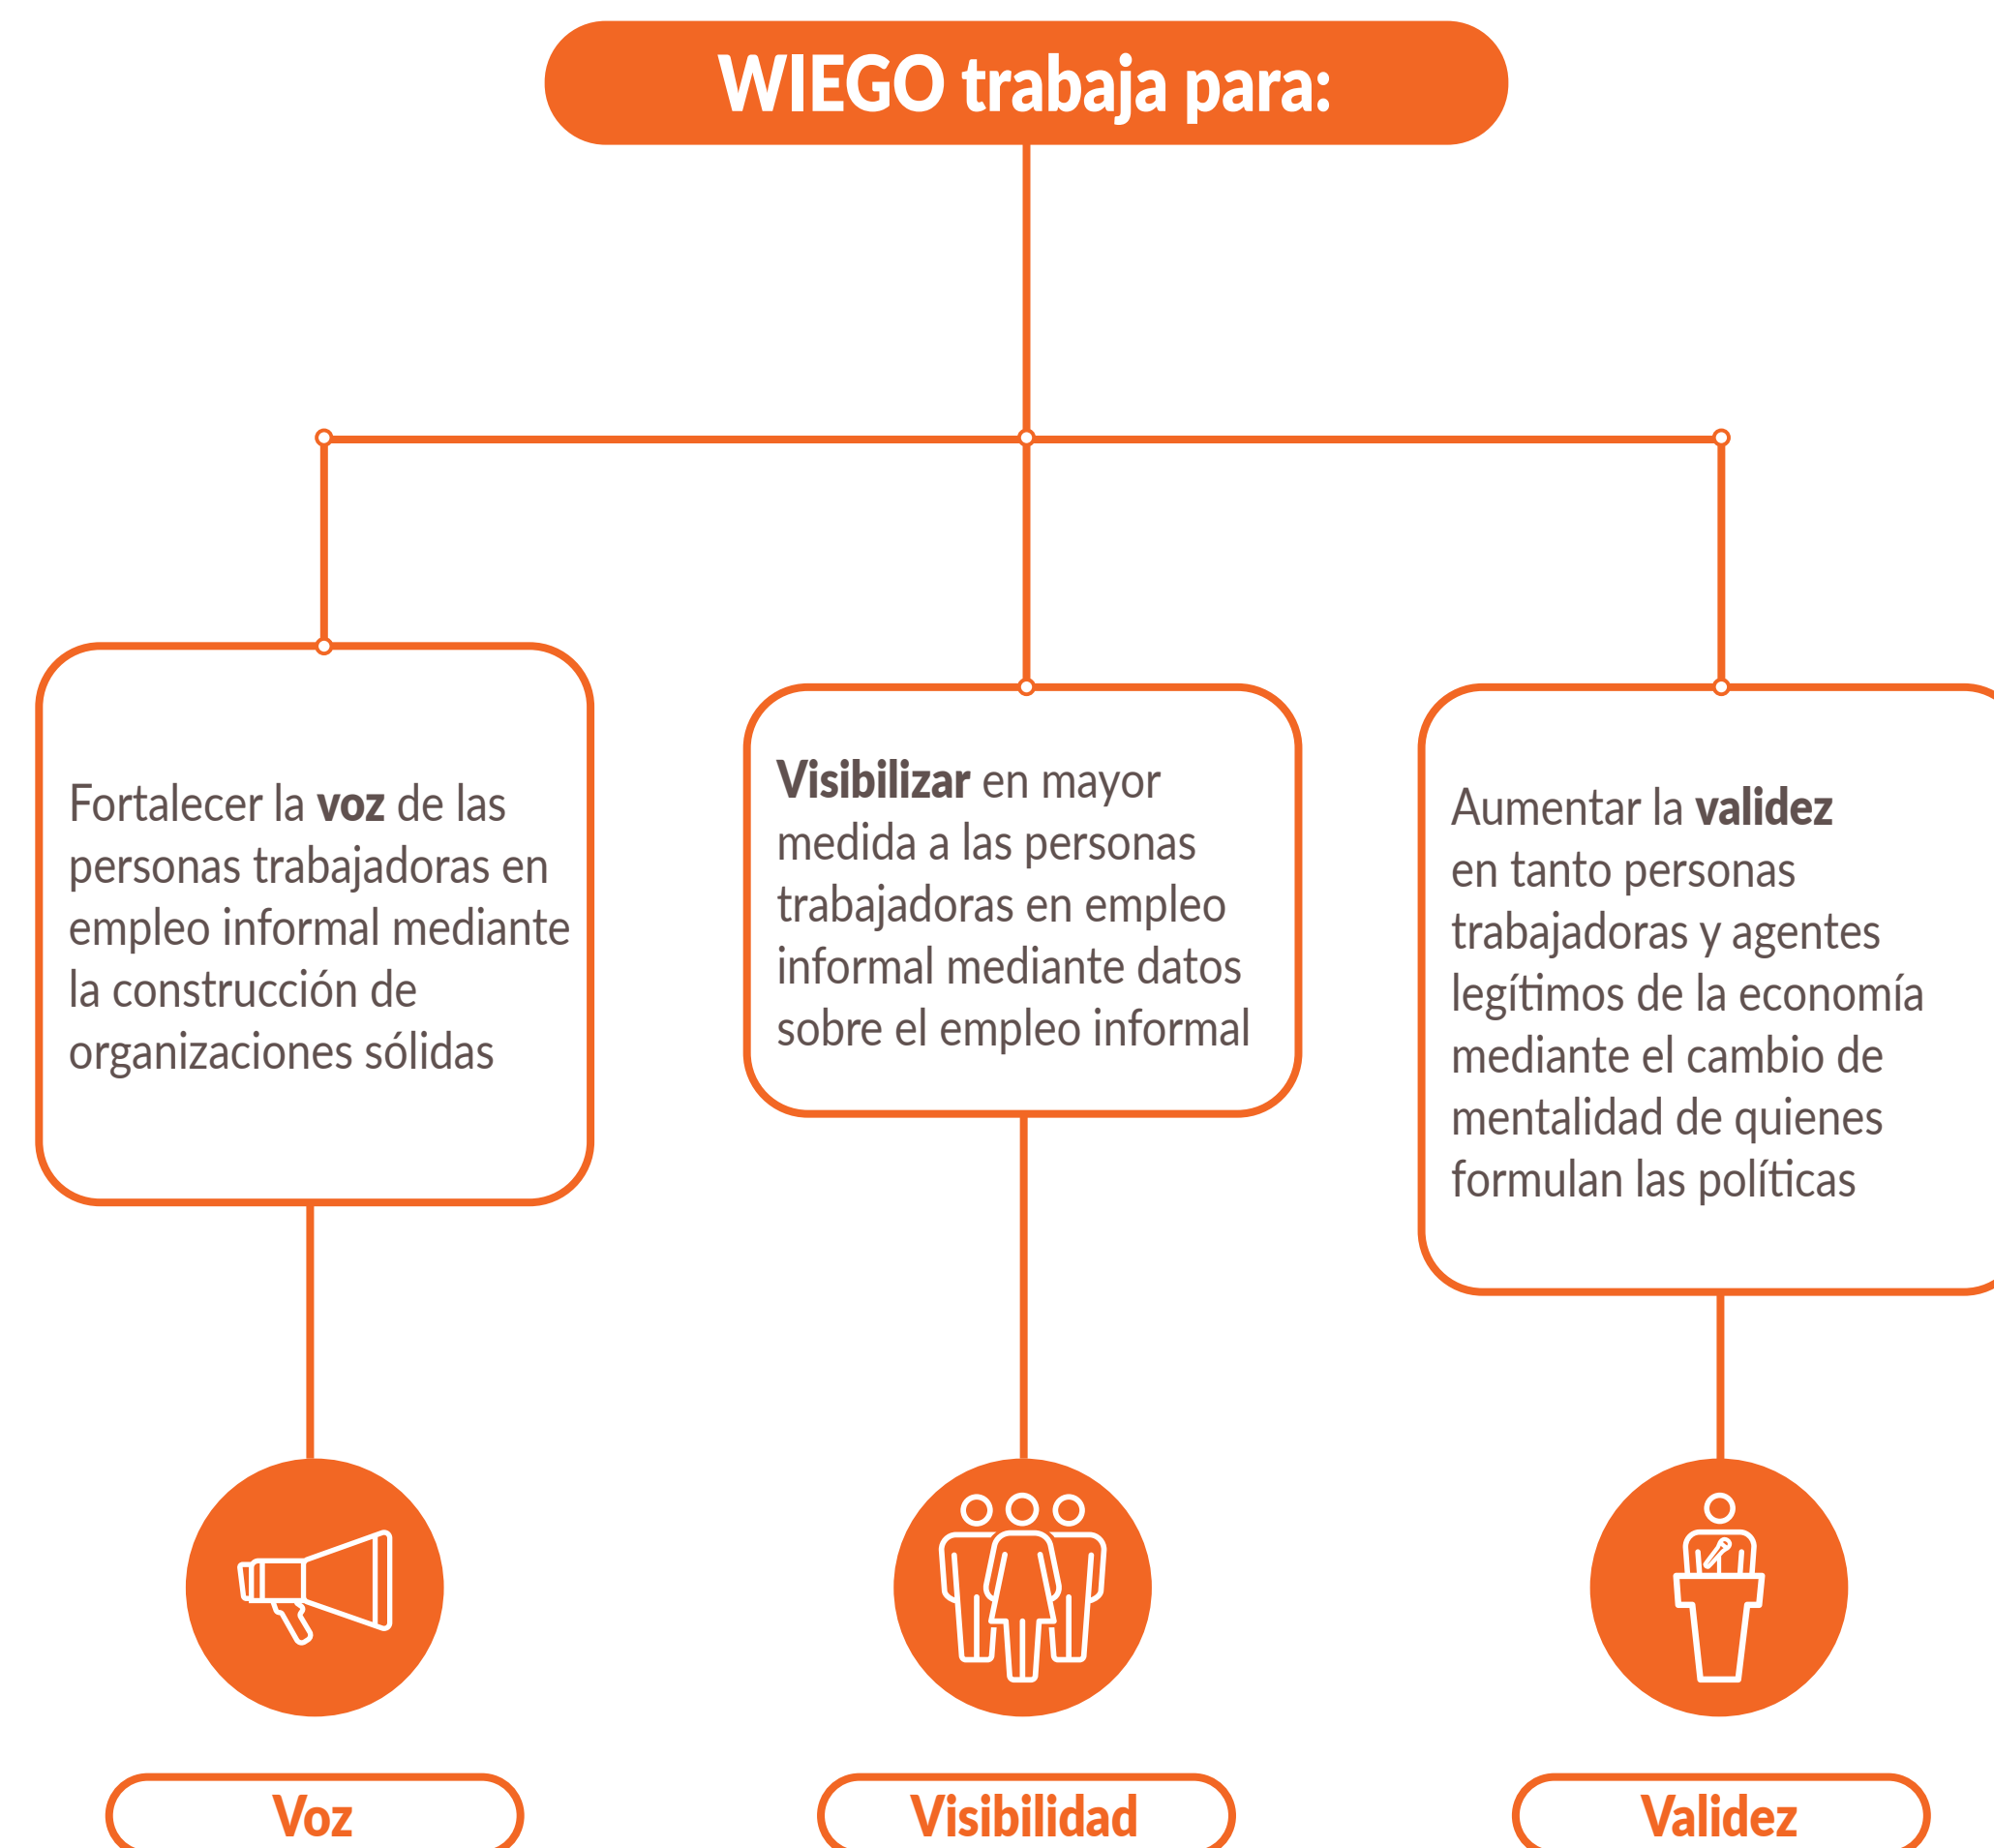 WIEGO trabaja para:
Fortalecer la voz de las
personas trabajadoras en
empleo informal mediante
la construcción de
organizaciones sólidas
Visibilizar en mayor
medida a las personas
trabajadoras en empleo
informal mediante datos
sobre el empleo informal
Aumentar la validez
en tanto personas
trabajadoras y agentes
legítimos de la economía
mediante el cambio de
mentalidad de quienes
formulan las políticas
Voz
Visibilidad
Validez